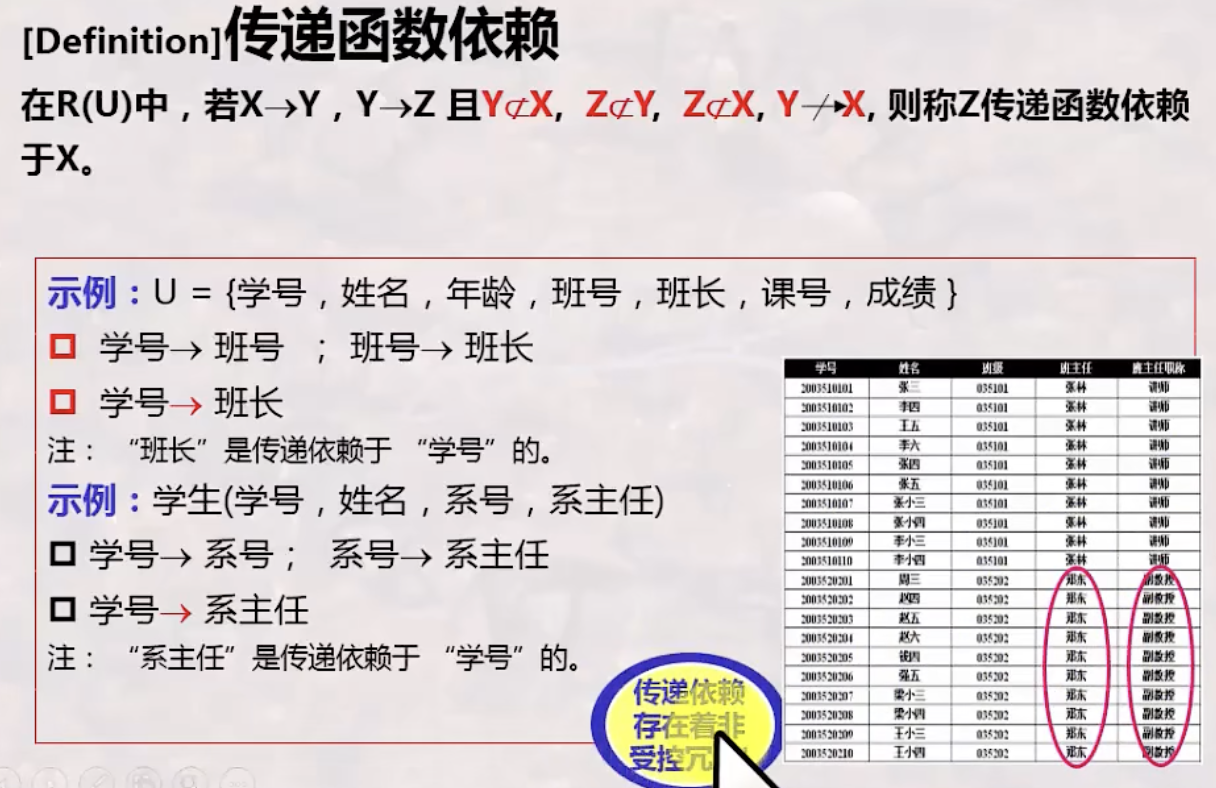 [Definition]传递函数依赖
在R(U)中，若X→Y，Y→Z 且Y⊄X, Z⊄Y, Z⊄X, Y↛X, 则称Z传递函数依赖
于X。
示例：U = {学号，姓名，年龄，班号，班长，课号，成绩 }
学号→ 班号 ； 班号→ 班长
学号→ 班长
注： “班长”是传递依赖于 “学号”的。
示例：学生(学号，姓名，系号，系主任)
学号→ 系号； 系号→ 系主任
学号→ 系主任
注： “系主任”是传递依赖于 “学号”的。
传递依赖
存在着非
受控冗
学号 姓名 班级 班主任 班主任职称
2003510101 张三 035101 张林 讲师
2003510102 李四 035101 张林 讲师
2003510103 王五 035101 张林 讲师
2003510104 李六 035101 张林 讲师
2003510105 张四 035101 张林 讲师
2003510106 张五 035101 张林 讲师
2003510107 张小三 035101 张林 讲师
2003510108 张小四 035101 张林 讲师
2003510109 李小三 035101 张林 讲师
2003510110 李小四 035101 张林 讲师
2003520201 周三 035202 郑东 副教授
2003520202 赵四 035202 郑东 副教授
2003520203 赵五 035202 郑东 副教授
2003520204 赵六 035202 郑东 副教授
2003520205 钱四 035202 郑东 副教授
2003520206 强五 035202 郑东 副教授
2003520207 梁小三 035202 郑东 副教授
2003520208 梁小四 035202 郑东 副教授
2003520209 王小三 035202 郑东 副教授
2003520210 王小四 035202 郑东 副教授